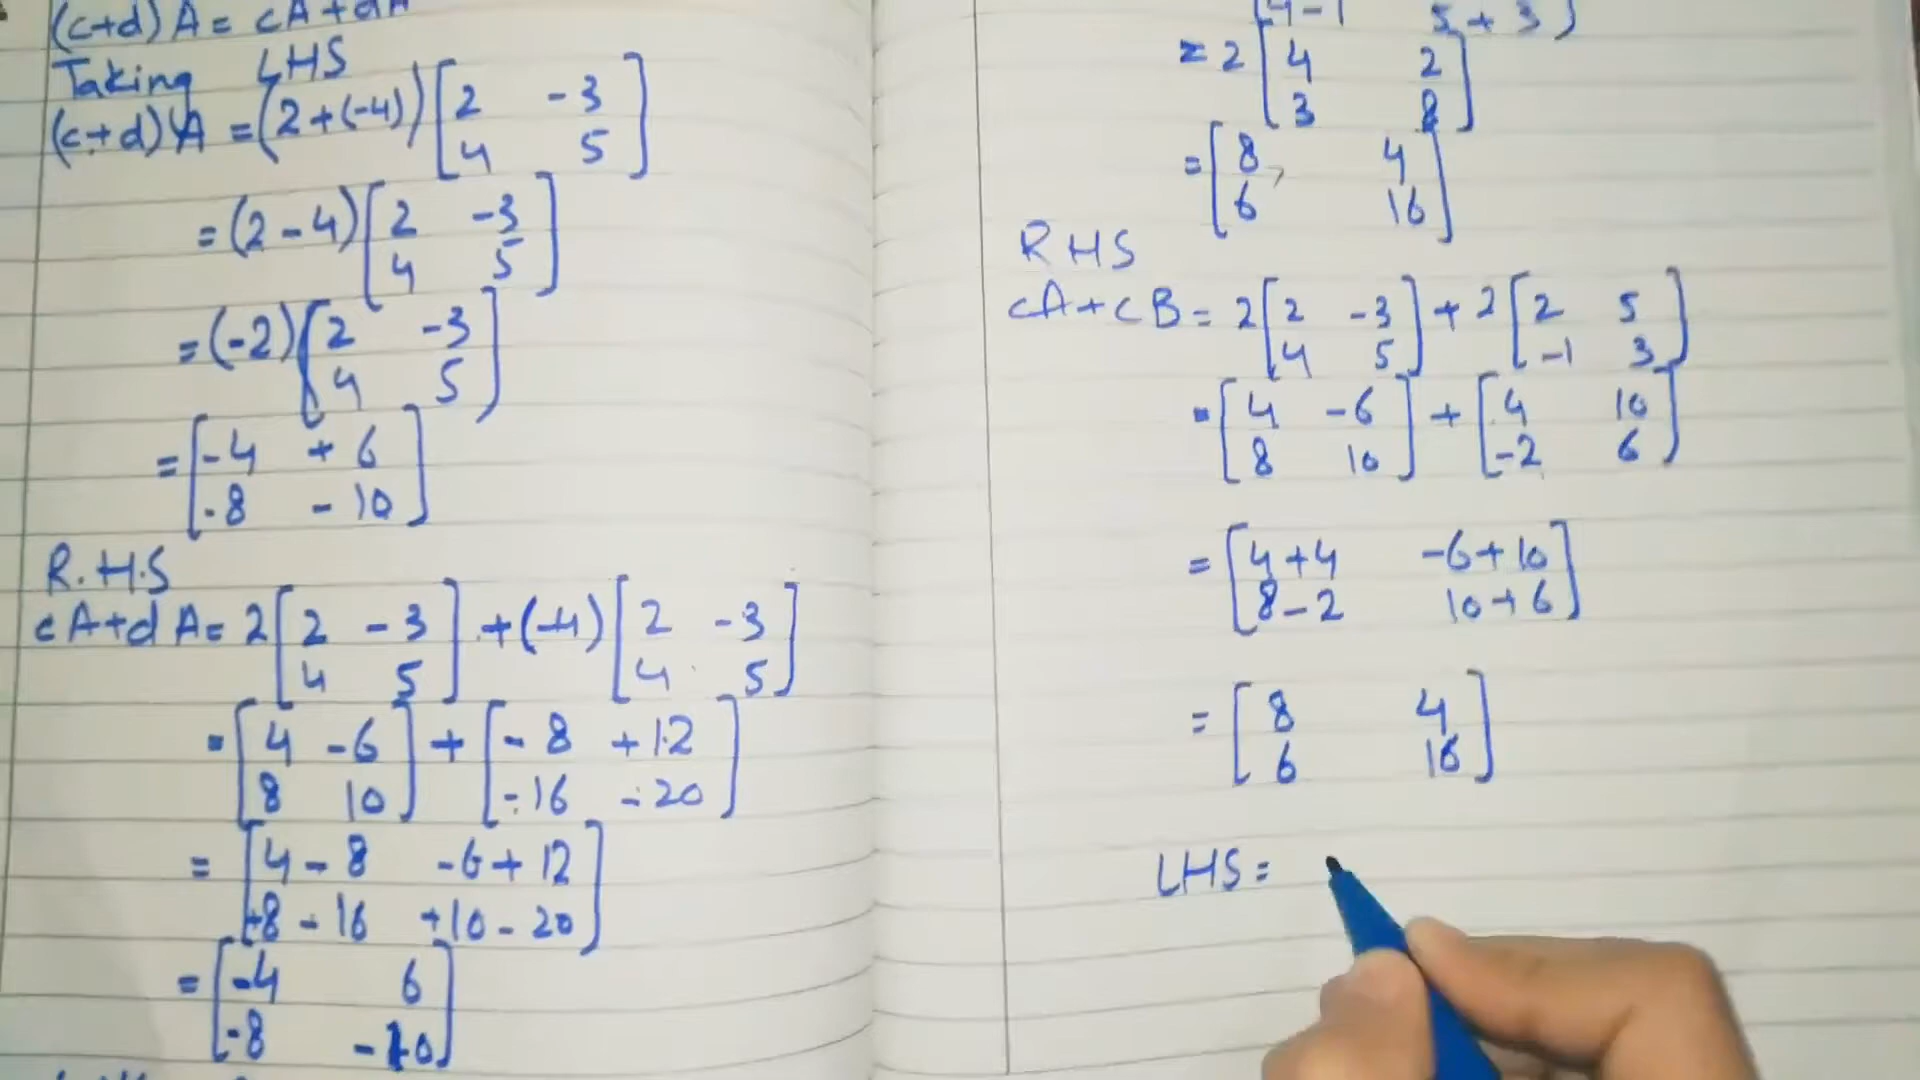 (c+d) A = cA + dA
Taking LHS
(c+d) A = (2+(-4)) [2 -3
4 5]
= (2-4) [2 -3
4 5]
= (-2) [2 -3
4 5]
= [-4 +6
-8 -10]
R.H.S
cA+dA = 2 [2 -3
4 5] + (-4) [2 -3
4 5]
= [4 -6
8 10] + [-8 +12
-16 -20]
= [4-8 -6+12
+8-16 +10-20]
= [-4 6
-8 -10]
[4-1 5+3]
= 2 [4 2
3 8]
= [8, 4
6 16]
RHS
cA+cB = 2 [2 -3
4 5] + 2 [2 5
-1 3]
= [4 -6
8 10] + [4 10
-2 6]
= [4+4 -6+10
8-2 10+6]
= [8 4
6 16]
LHS =